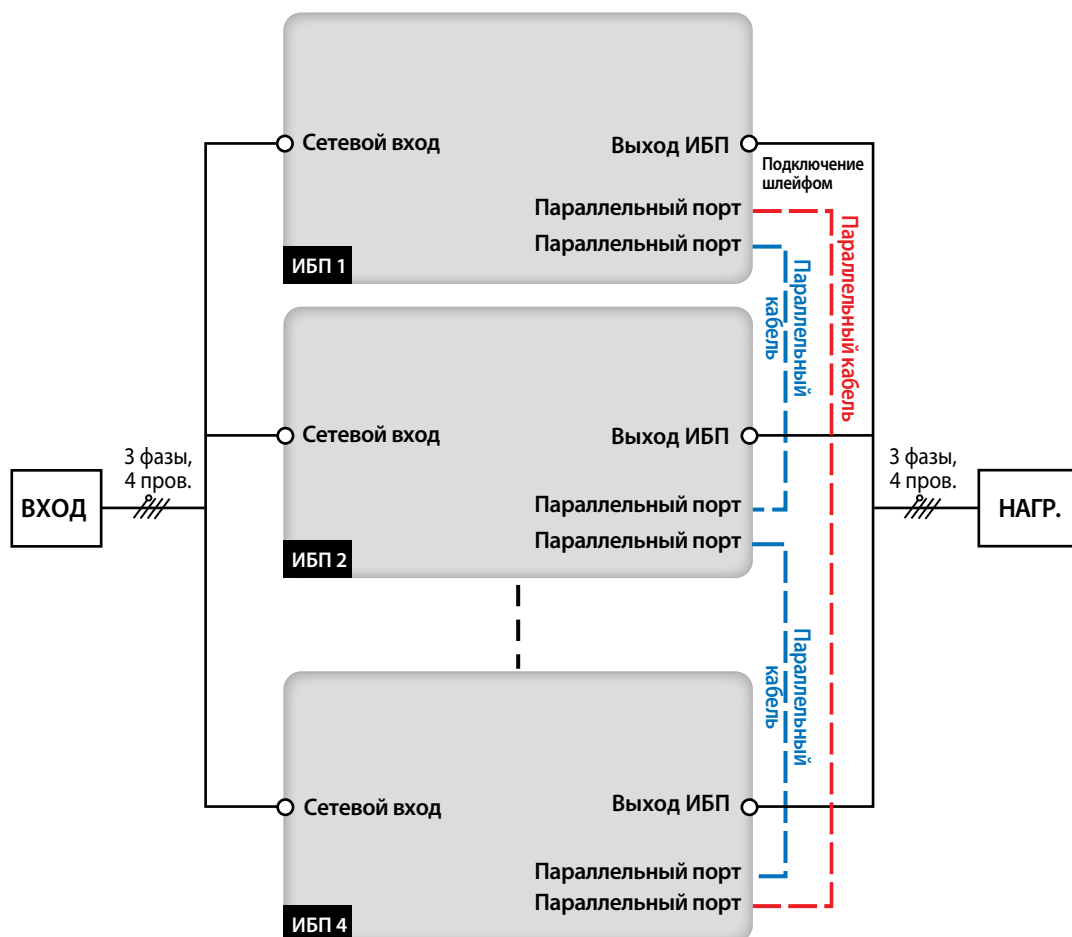 Сетевой вход
Выход ИБП
Подключение
шлейфом
Параллельный порт
Параллельный порт
ИБП 1
Параллельный
кабель
Параллельный кабель
Сетевой вход
Выход ИБП
3 фазы,
4 пров.
ВХОД
3 фазы,
4 пров.
НАГР.
Параллельный порт
Параллельный порт
ИБП 2
Параллельный
кабель
Сетевой вход
Выход ИБП
Параллельный порт
Параллельный порт
ИБП 4